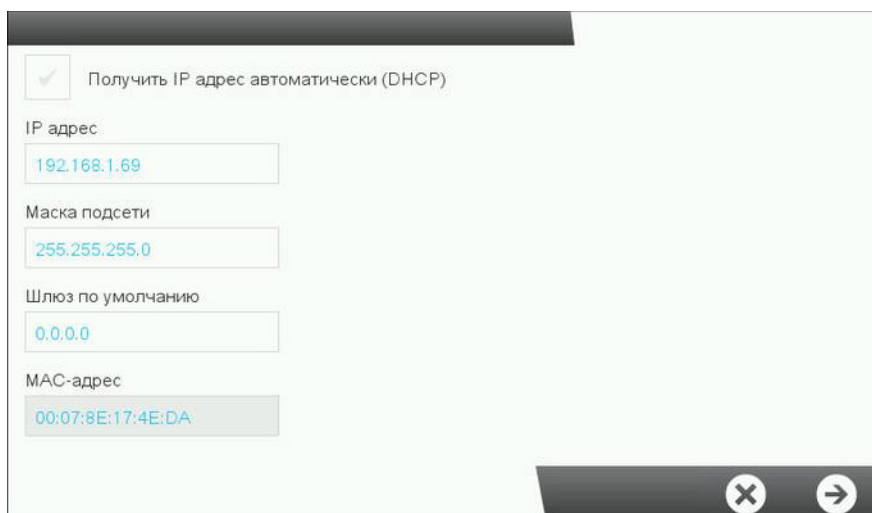 Получить IP адрес автоматически (DHCP)
IP адрес
192.168.1.69
Маска подсети
255.255.255.0
Шлюз по умолчанию
0.0.0.0
MAC-адрес
00:07:8E:17:4E:DA